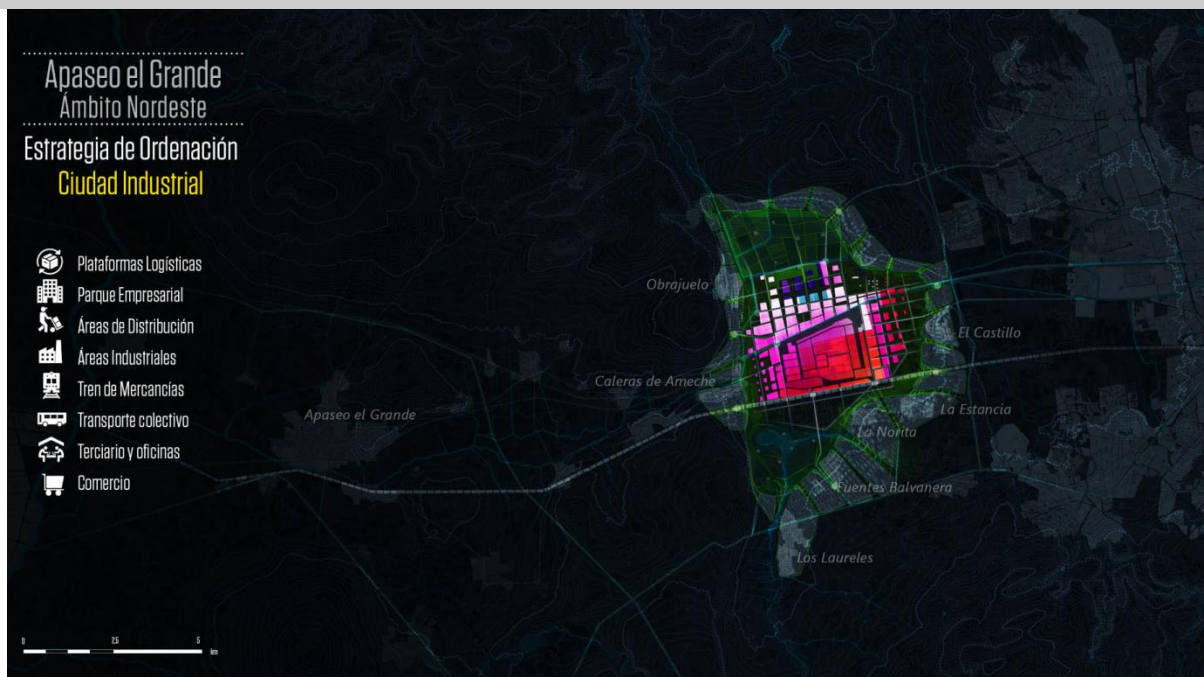 Apaseo el Grande
Ámbito Nordeste
Estrategia de Ordenación
Ciudad Industrial
Plataformas Logísticas
Parque Empresarial
Áreas de Distribución
Áreas Industriales
Tren de Mercancías
Transporte colectivo
Terciario y oficinas
Comercio
Obrajuelo
El Castillo
Caleras de Ameche
Apaseo el Grande
La Estancia
La Norita
Fuentes Balvanera
Los Laureles
0 2,5 5
km